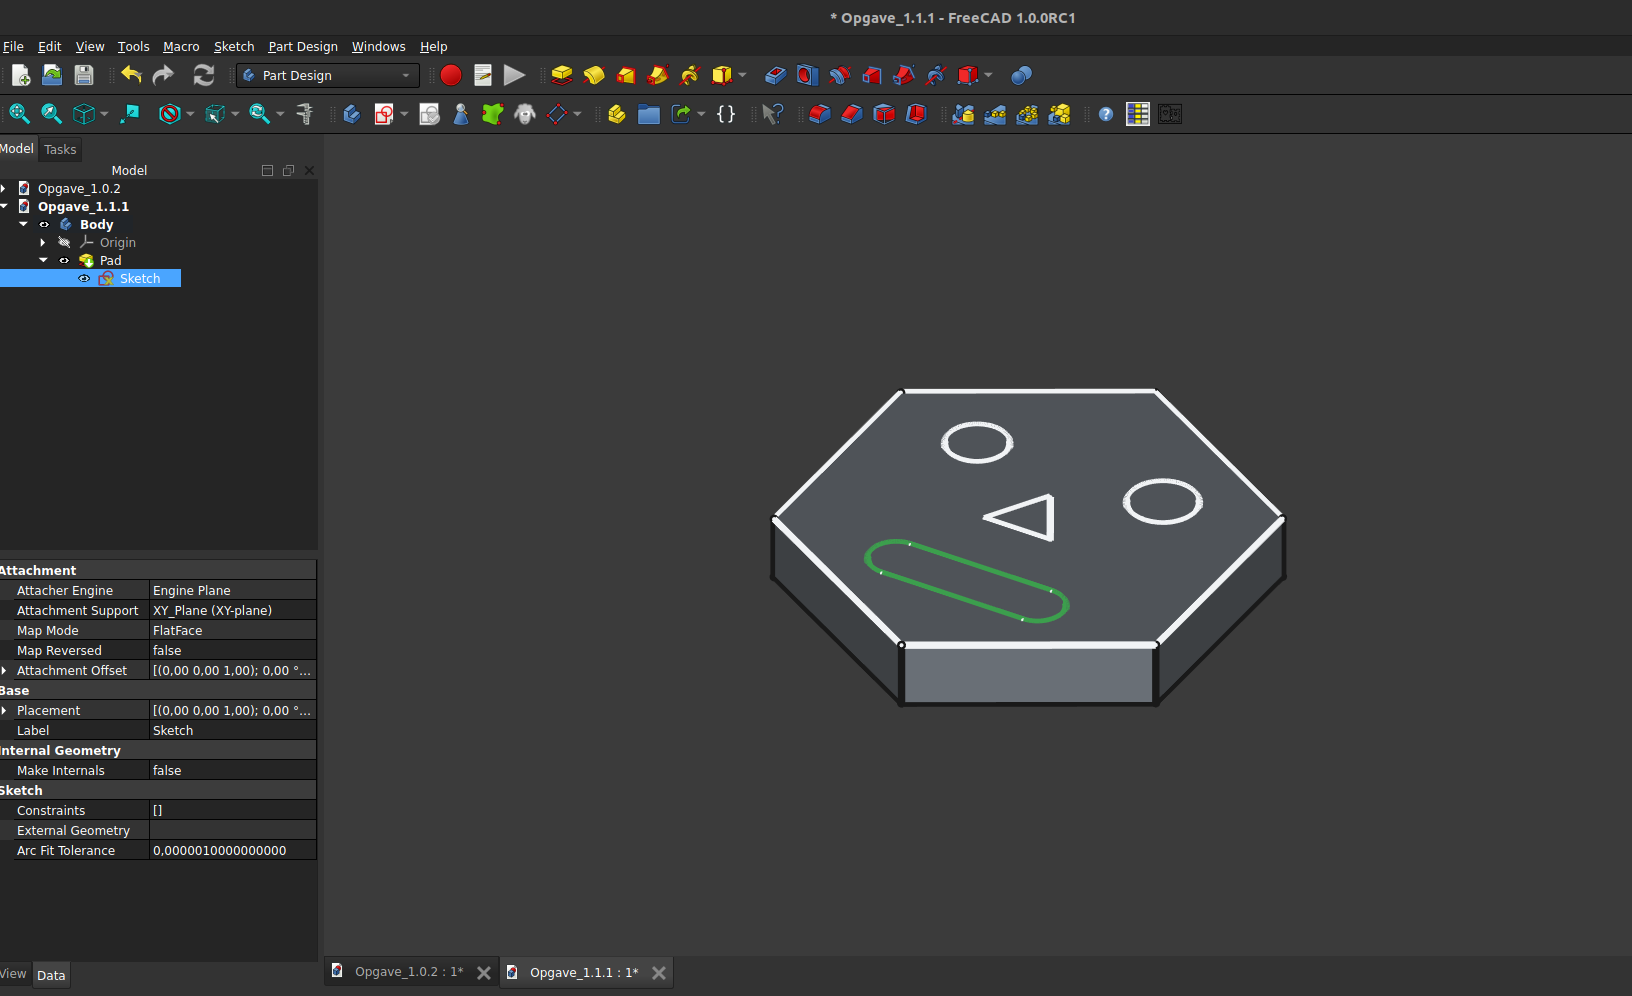 * Opgave_1.1.1 - FreeCAD 1.0.0RC1
File Edit View Tools Macro Sketch Part Design Windows Help
Part Design
{}
Model Tasks
Model
Opgave_1.0.2
Opgave_1.1.1
Body
Origin
Pad
Sketch
Attachment
Attacher Engine Engine Plane
Attachment Support XY_Plane (XY-plane)
Map Mode FlatFace
Map Reversed false
Attachment Offset [(0,00 0,00 1,00); 0,00 °...
Base
Placement [(0,00 0,00 1,00); 0,00 °...
Label Sketch
Internal Geometry
Make Internals false
Sketch
Constraints []
External Geometry
Arc Fit Tolerance 0,0000010000000000
View Data
Opgave_1.0.2 : 1* Opgave_1.1.1 : 1*